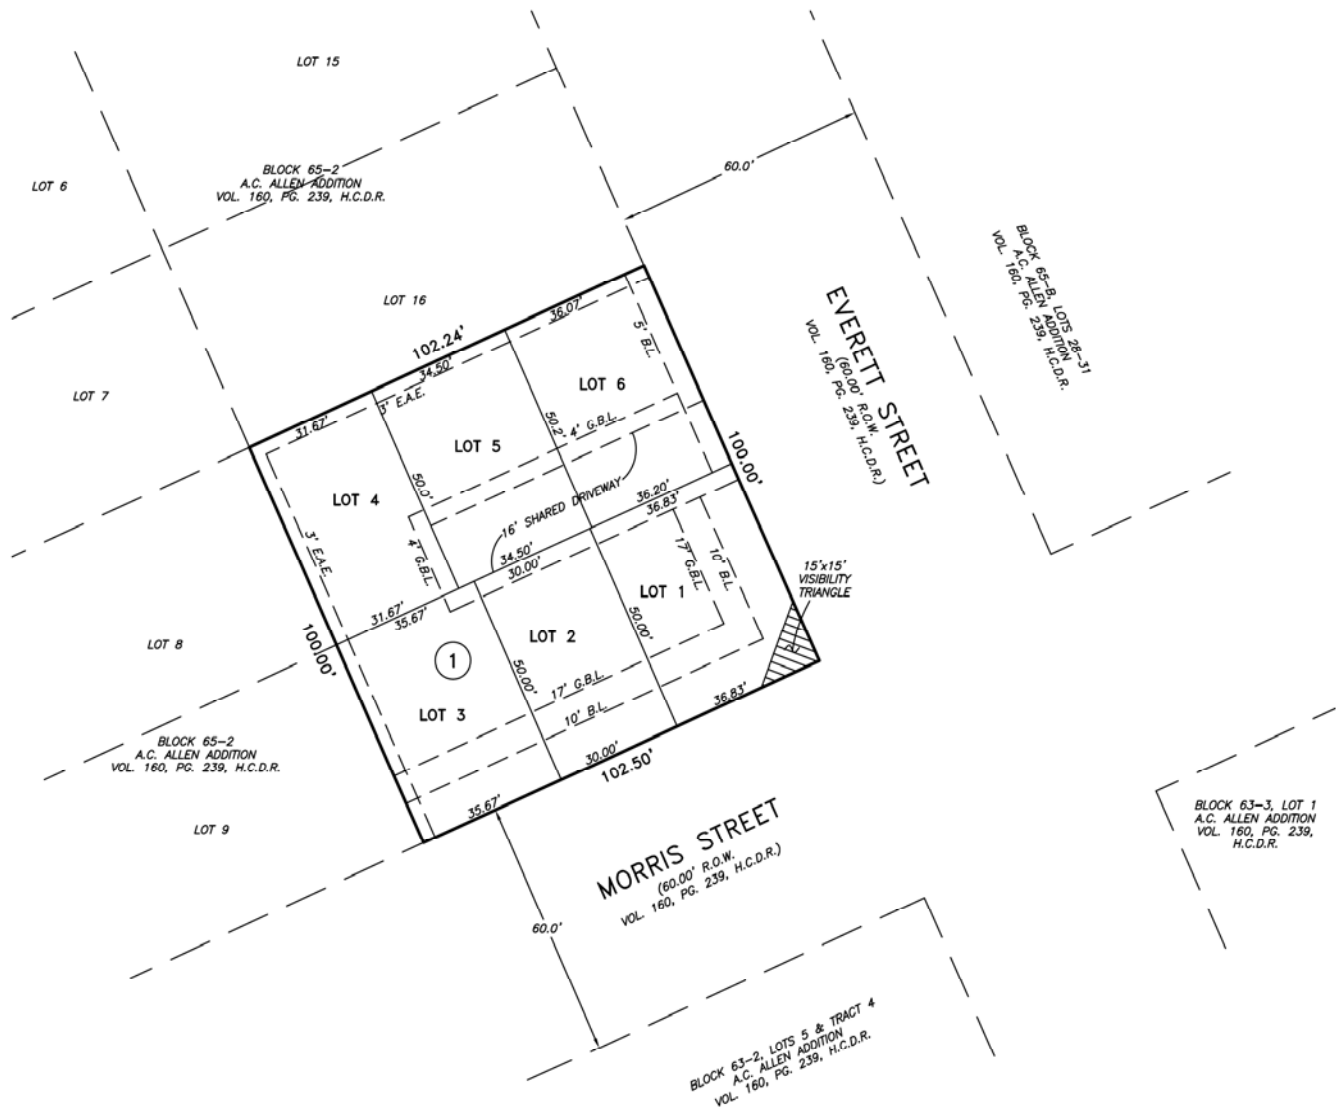 LOT 15
LOT 6
BLOCK 65-2
A.C. ALLEN ADDITION
VOL. 160, PG. 239, H.C.D.R.
60.0'
LOT 16
LOT 7
BLOCK 65-B, LOTS 28-31
A.C. ALLEN ADDITION
VOL. 160, PG. 239, H.C.D.R.
EVERETT STREET
(60.00' R.O.W.
VOL. 160, PG. 239, H.C.D.R.)
102.24'
36.07'
34.50'
31.67'
3' E.A.E.
5' B.L.
LOT 6
LOT 5
LOT 4
50.2'
4' G.B.L.
50.0'
100.00'
36.20'
36.83'
16' SHARED DRIVEWAY
34.50'
30.00'
4' G.B.L.
3' E.A.E.
31.67'
35.67'
17' G.B.L.
10' B.L.
15'x15'
VISIBILITY
TRIANGLE
LOT 1
LOT 2
50.00'
1
50.00'
LOT 3
17' G.B.L.
10' B.L.
100.00'
LOT 8
36.83'
30.00'
102.50'
35.67'
BLOCK 65-2
A.C. ALLEN ADDITION
VOL. 160, PG. 239, H.C.D.R.
LOT 9
MORRIS STREET
(60.00' R.O.W.
VOL. 160, PG. 239, H.C.D.R.)
60.0'
BLOCK 63-3, LOT 1
A.C. ALLEN ADDITION
VOL. 160, PG. 239,
H.C.D.R.
BLOCK 63-2, LOTS 5 & TRACT 4
A.C. ALLEN ADDITION
VOL. 160, PG. 239, H.C.D.R.